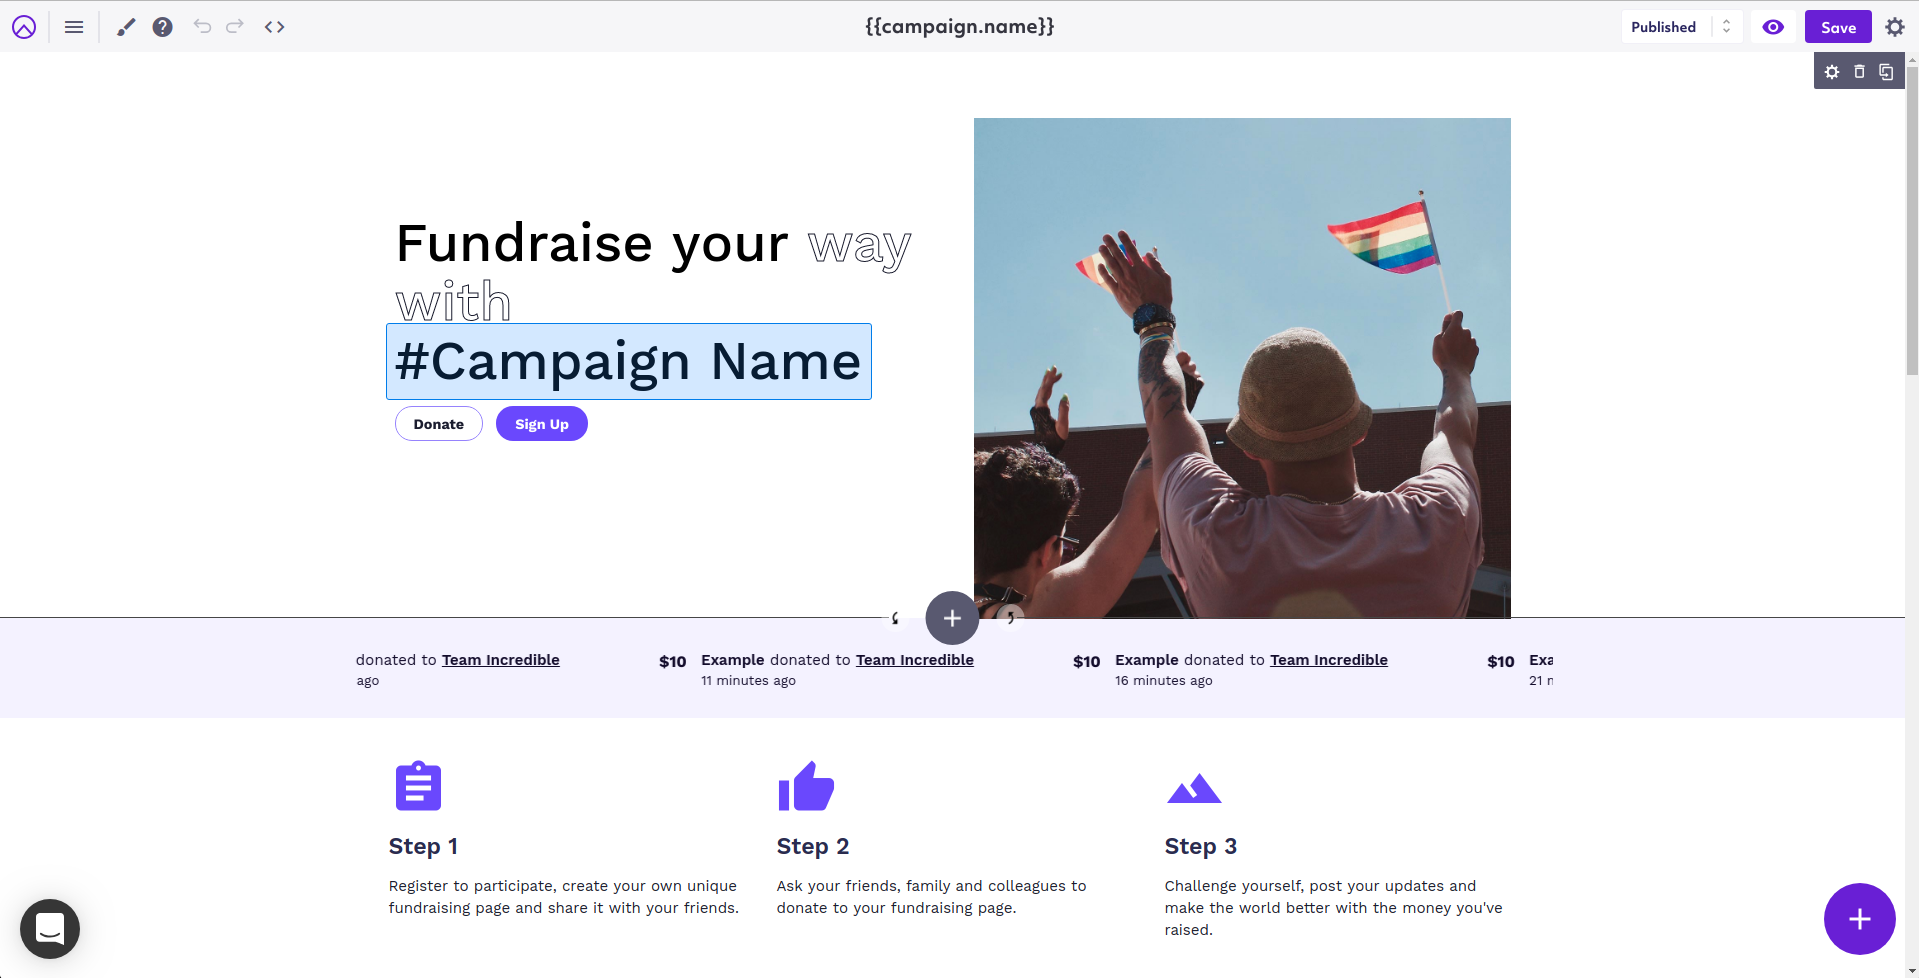 {{campaign.name}}
Published
Save
Fundraise your way
with
#Campaign Name
Donate
Sign Up
donated to Team Incredible
ago
$10 Example donated to Team Incredible
11 minutes ago
$10 Example donated to Team Incredible
16 minutes ago
$10 Exa
21
Step 1
Register to participate, create your own unique
fundraising page and share it with your friends.
Step 2
Ask your friends, family and colleagues to
donate to your fundraising page.
Step 3
Challenge yourself, post your updates and
make the world better with the money you've
raised.